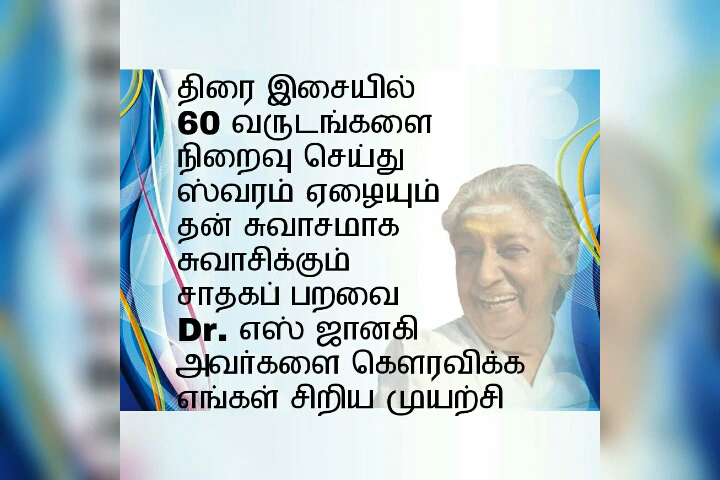 திரை இசையில்
60 வருடங்களை
நிறைவு செய்து
ஸ்வரம் ஏழையும்
தன் சுவாசமாக
சுவாசிக்கும்
சாதகப் பறவை
Dr. எஸ் ஜானகி
அவர்களை கௌரவிக்க
எங்கள் சிறிய முயற்சி